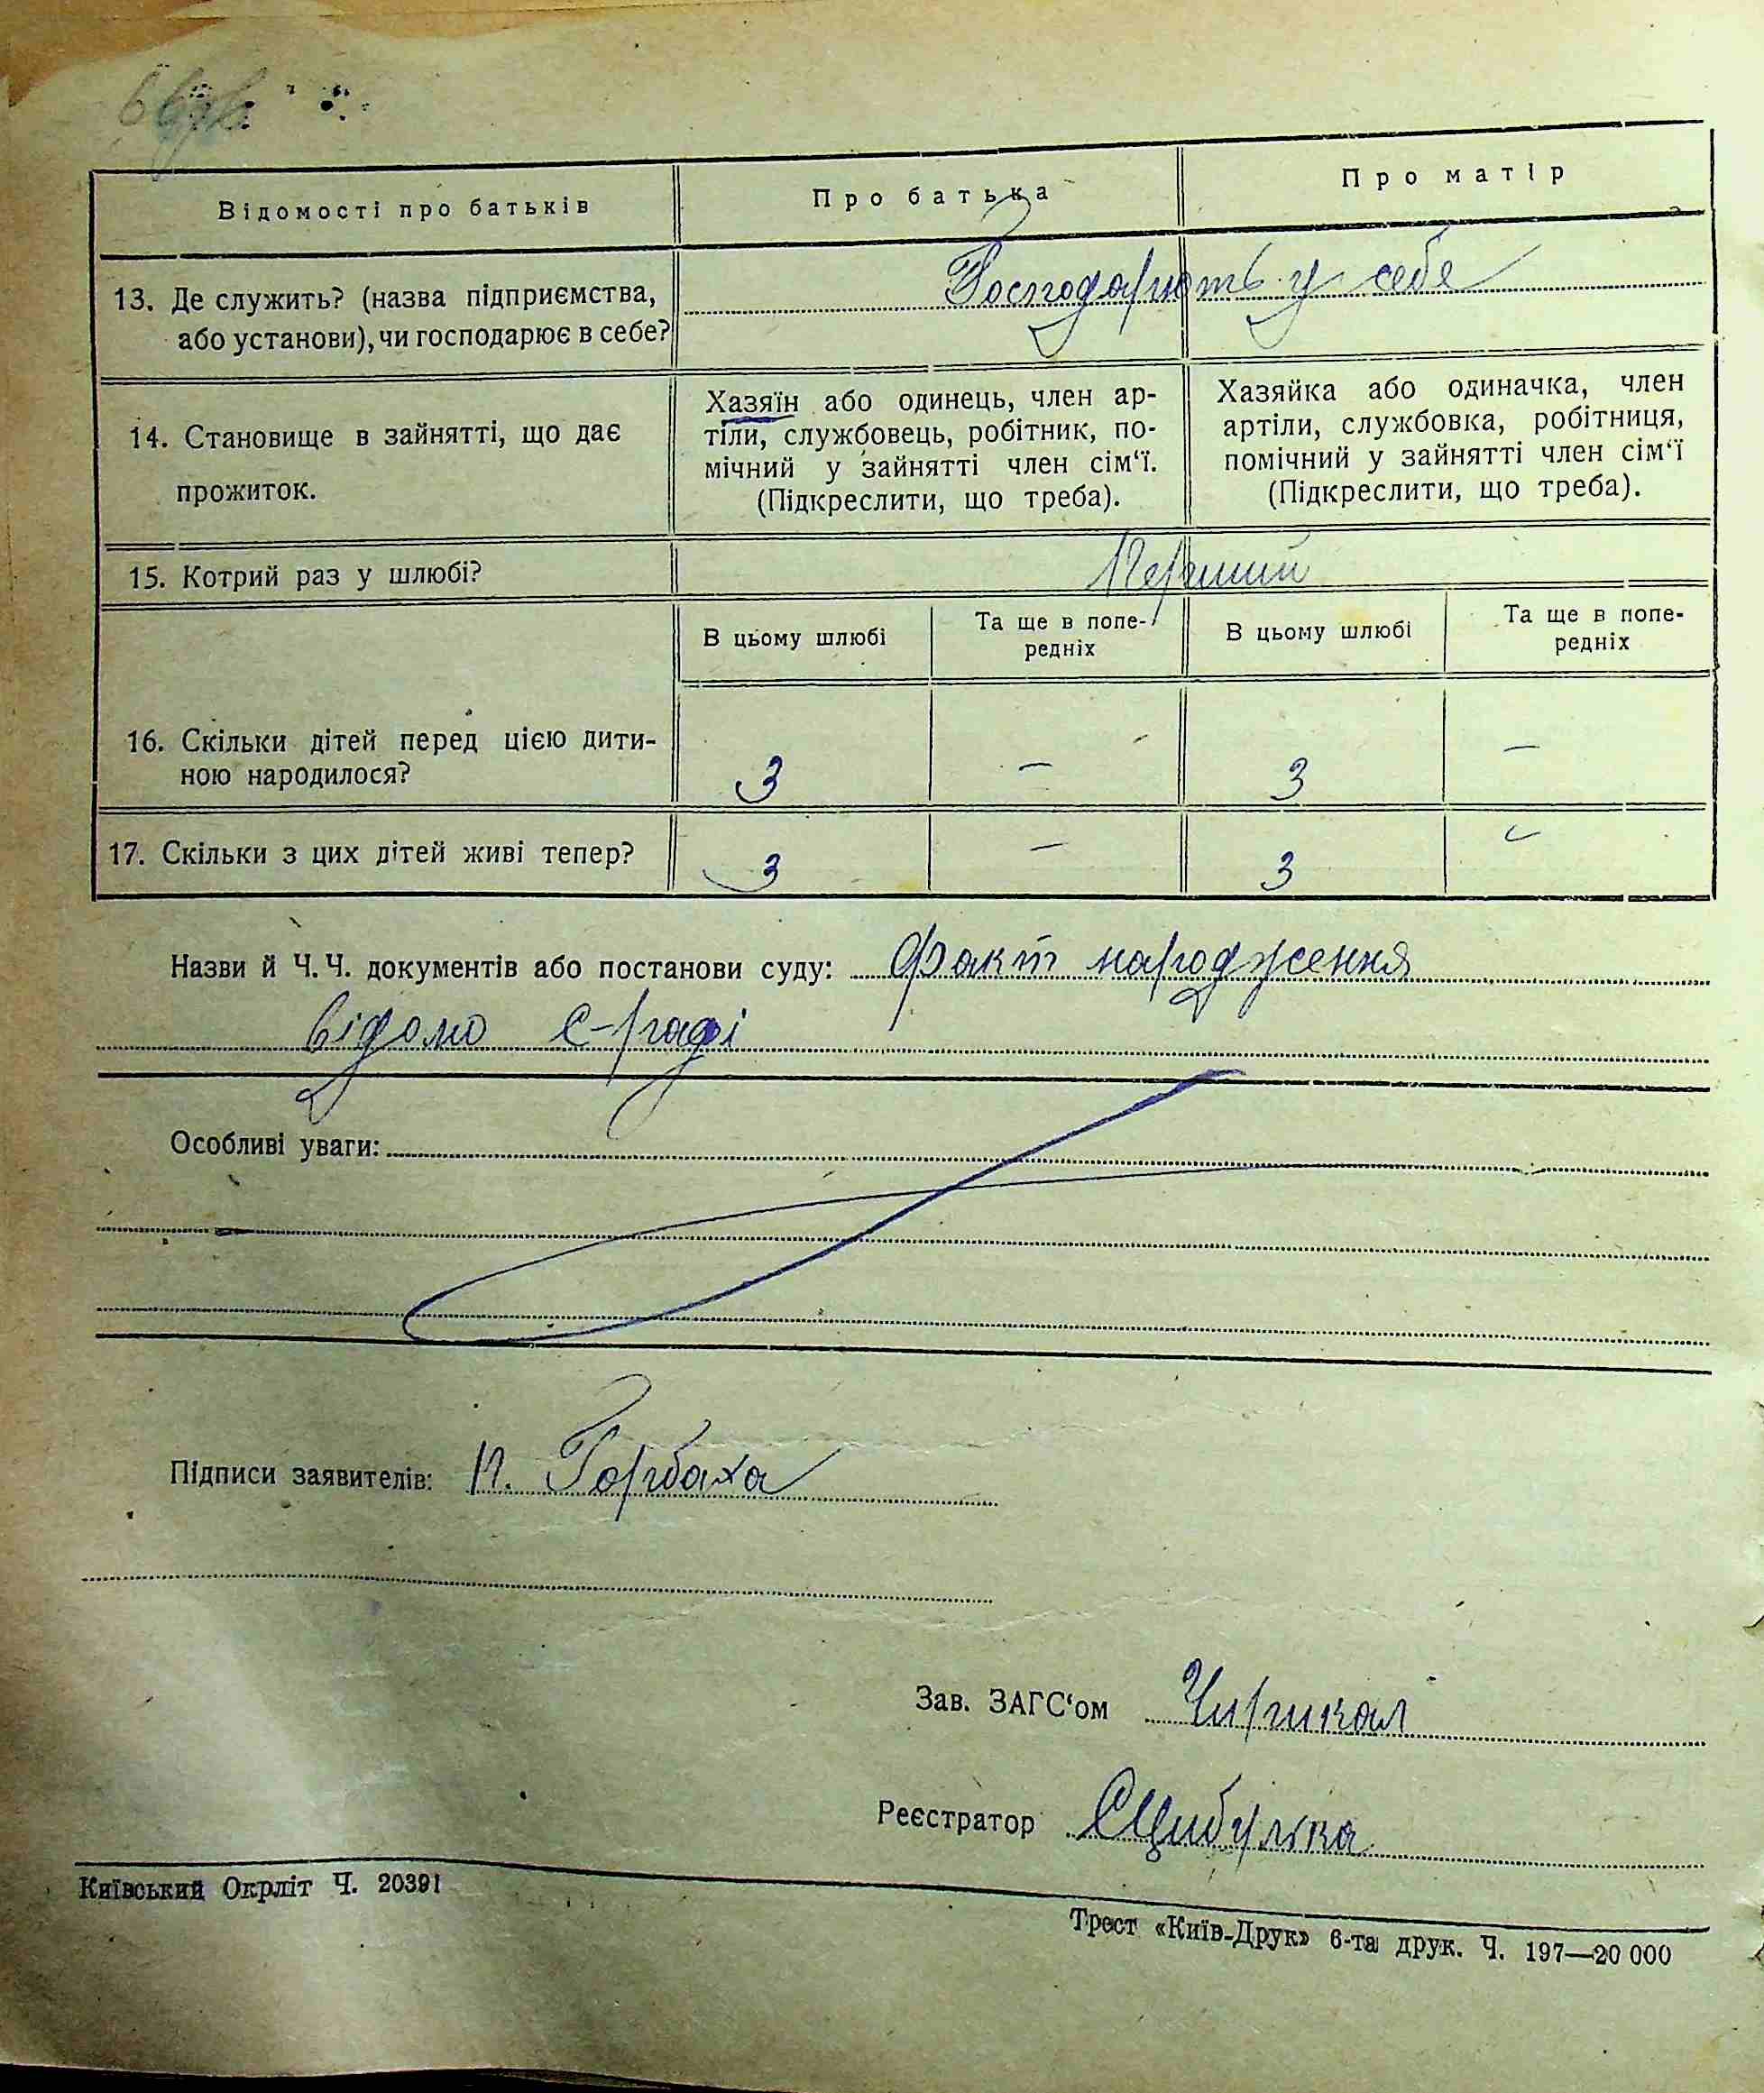 Відомості про батьків
Про батька
Про матір
13. Де служить? (назва підприємства,
або установи), чи господарює в себе?
Господарюють у себе
14. Становище в зайнятті, що дає
прожиток.
Хазяїн або одинець, член ар-
тіли, службовець, робітник, по-
мічний у зайнятті член сім‘ї.
(Підкреслити, що треба).
Хазяйка або одиначка, член
артіли, службовка, робітниця,
помічний у зайнятті член сім‘ї
(Підкреслити, що треба).
15. Котрий раз у шлюбі?
Перший
В цьому шлюбі
Та ще в попе-
редніх
В цьому шлюбі
Та ще в попе-
редніх
16. Скільки дітей перед цією дити-
ною народилося?
3 — 3 —
17. Скільки з цих дітей живі тепер?
3 — 3 —
Назви й Ч.Ч. документів або постанови суду: Факт народження
відомо с-раді
Особливі уваги:
Підписи заявителів: П. Горбаха
Зав. ЗАГС‘ом Чирикал
Реєстратор СЦибулька
Київський Окрліт Ч. 20391
Трест «Київ-Друк» 6-та друк. Ч. 197—20 000